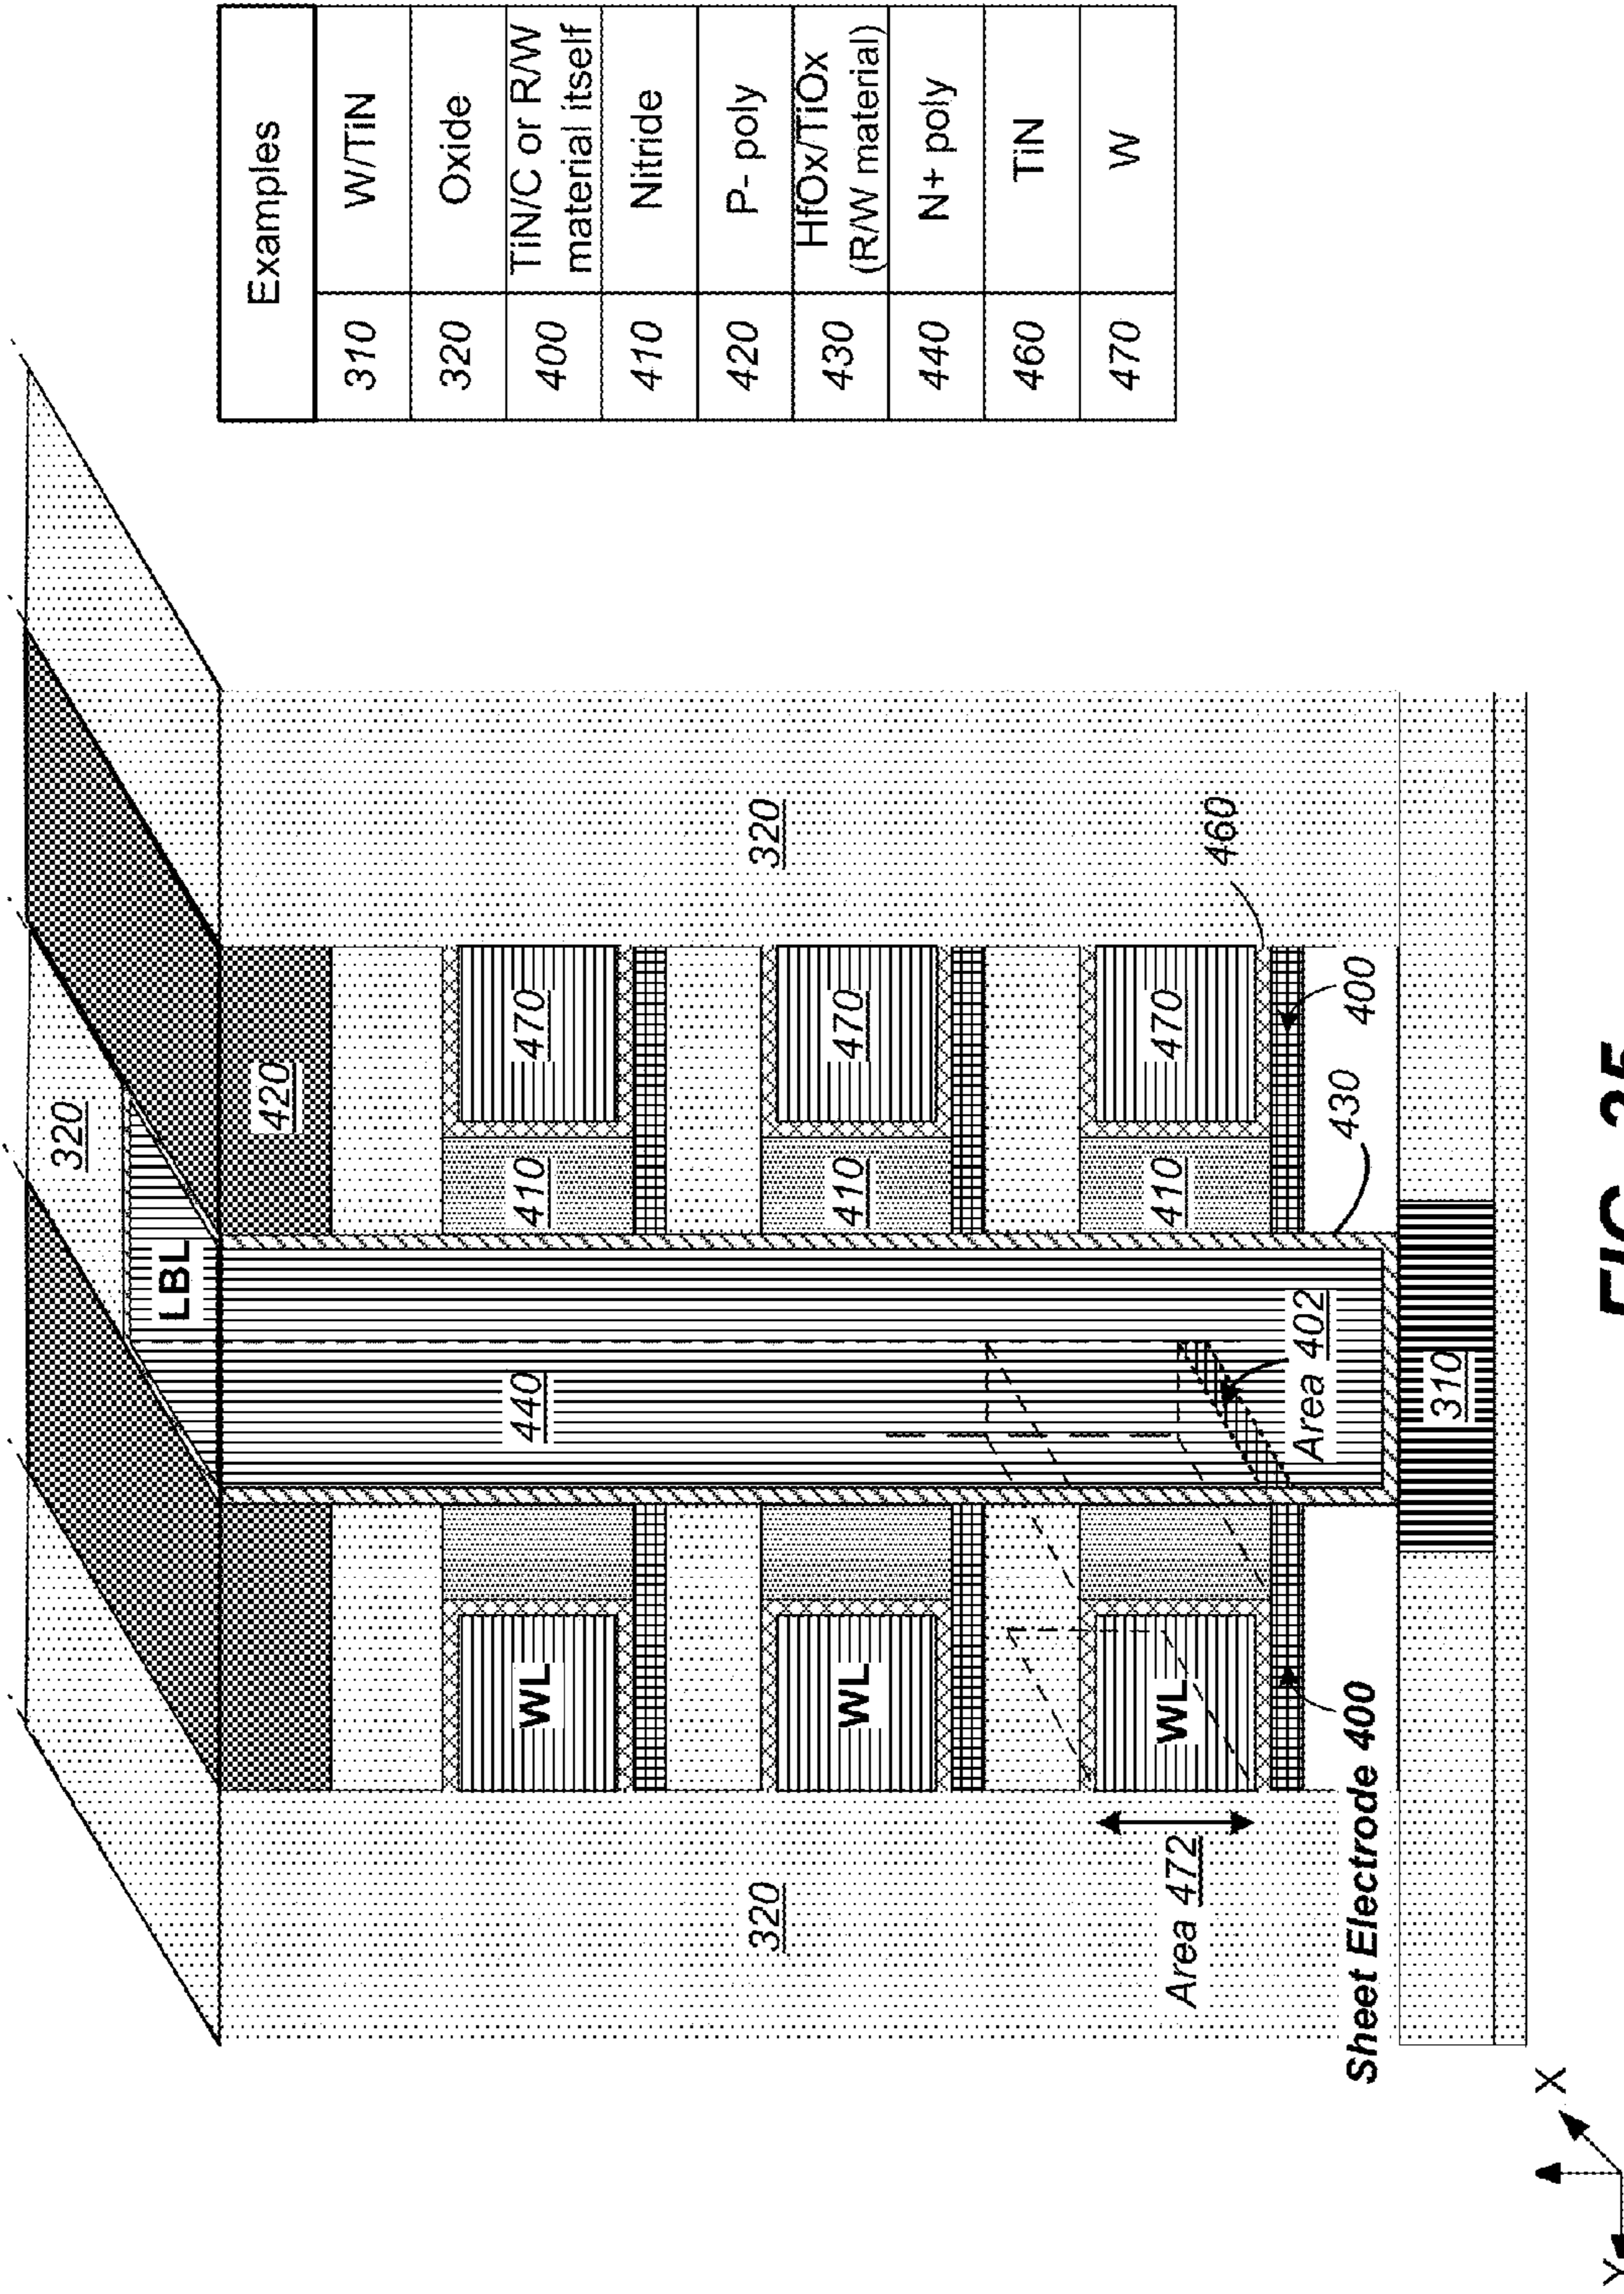 320
LBL
420
440
WL
410
470
WL
410
470
320
320
WL
410
470
Area 472
Area 402
460
Sheet Electrode 400
430
400
310
X
Y
Examples
310 W/TiN
320 Oxide
400 TiN/C or R/W
material itself
410 Nitride
420 P- poly
430 HfOx/TiOx
(R/W material)
440 N+ poly
460 TiN
470 W
FIG